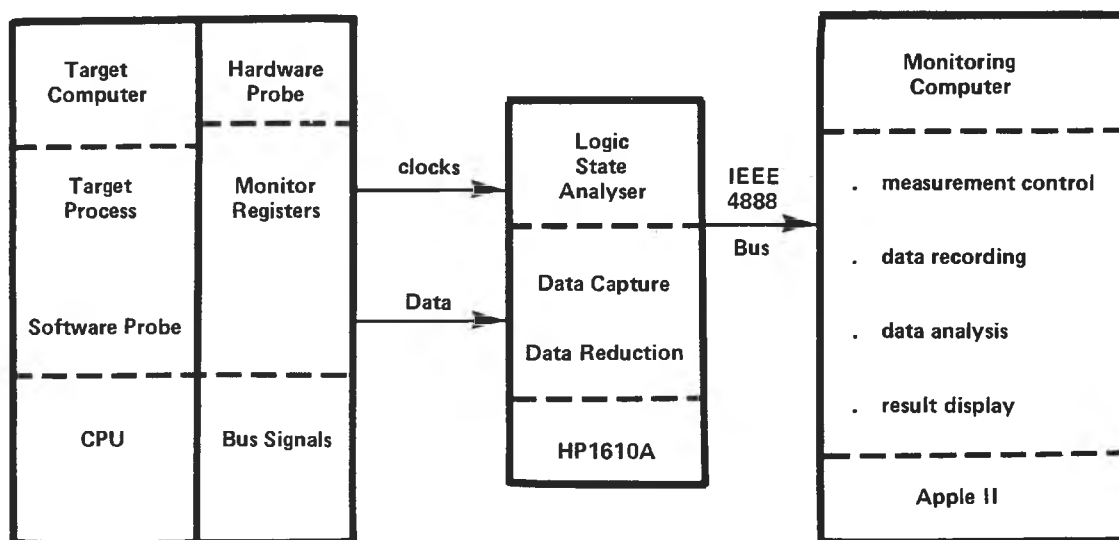 Target
Computer
Target
Process
Software Probe
CPU
Hardware
Probe
Monitor
Registers
Bus Signals
clocks
Data
Logic
State
Analyser
Data Capture
Data Reduction
HP1610A
IEEE
4888
Bus
Monitoring
Computer
. measurement control
. data recording
. data analysis
. result display
Apple II